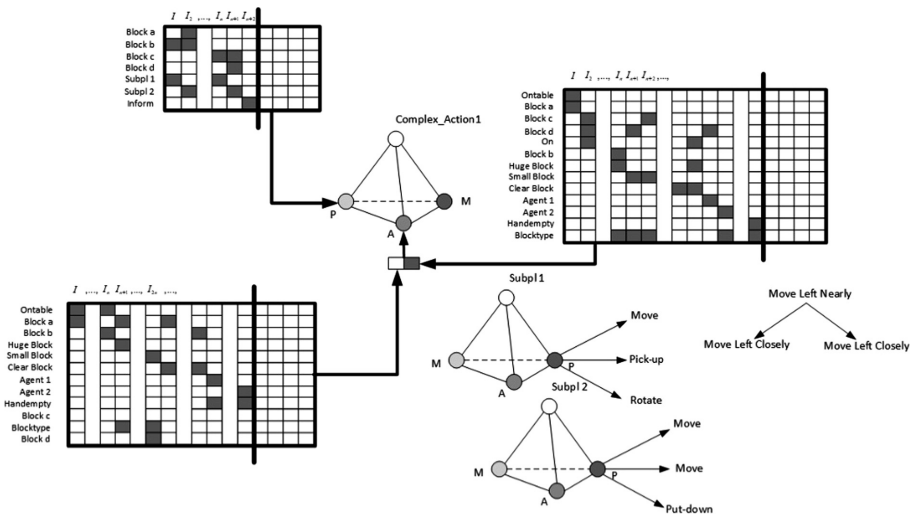 I I₂ ,..., Iₙ Iₙ₊₁ Iₙ₊₂
Block a
Block b
Block c
Block d
Subpl 1
Subpl 2
Inform
Complex_Action1
P
M
A
I I₂ ,..., Iₙ Iₙ₊₁ Iₙ₊₂ ,...,
Ontable
Block a
Block c
Block d
On
Block b
Huge Block
Small Block
Clear Block
Agent 1
Agent 2
Handempty
Blocktype
I ,..., Iₙ Iₙ₊₁ ,..., I₂ₙ ,...,
Ontable
Block a
Block b
Huge Block
Small Block
Clear Block
Agent 1
Agent 2
Handempty
Block c
Blocktype
Block d
Subpl 1
M
A
P
Move
Pick-up
Rotate
Subpl 2
M
A
P
Move
Move
Put-down
Move Left Nearly
Move Left Closely
Move Left Closely